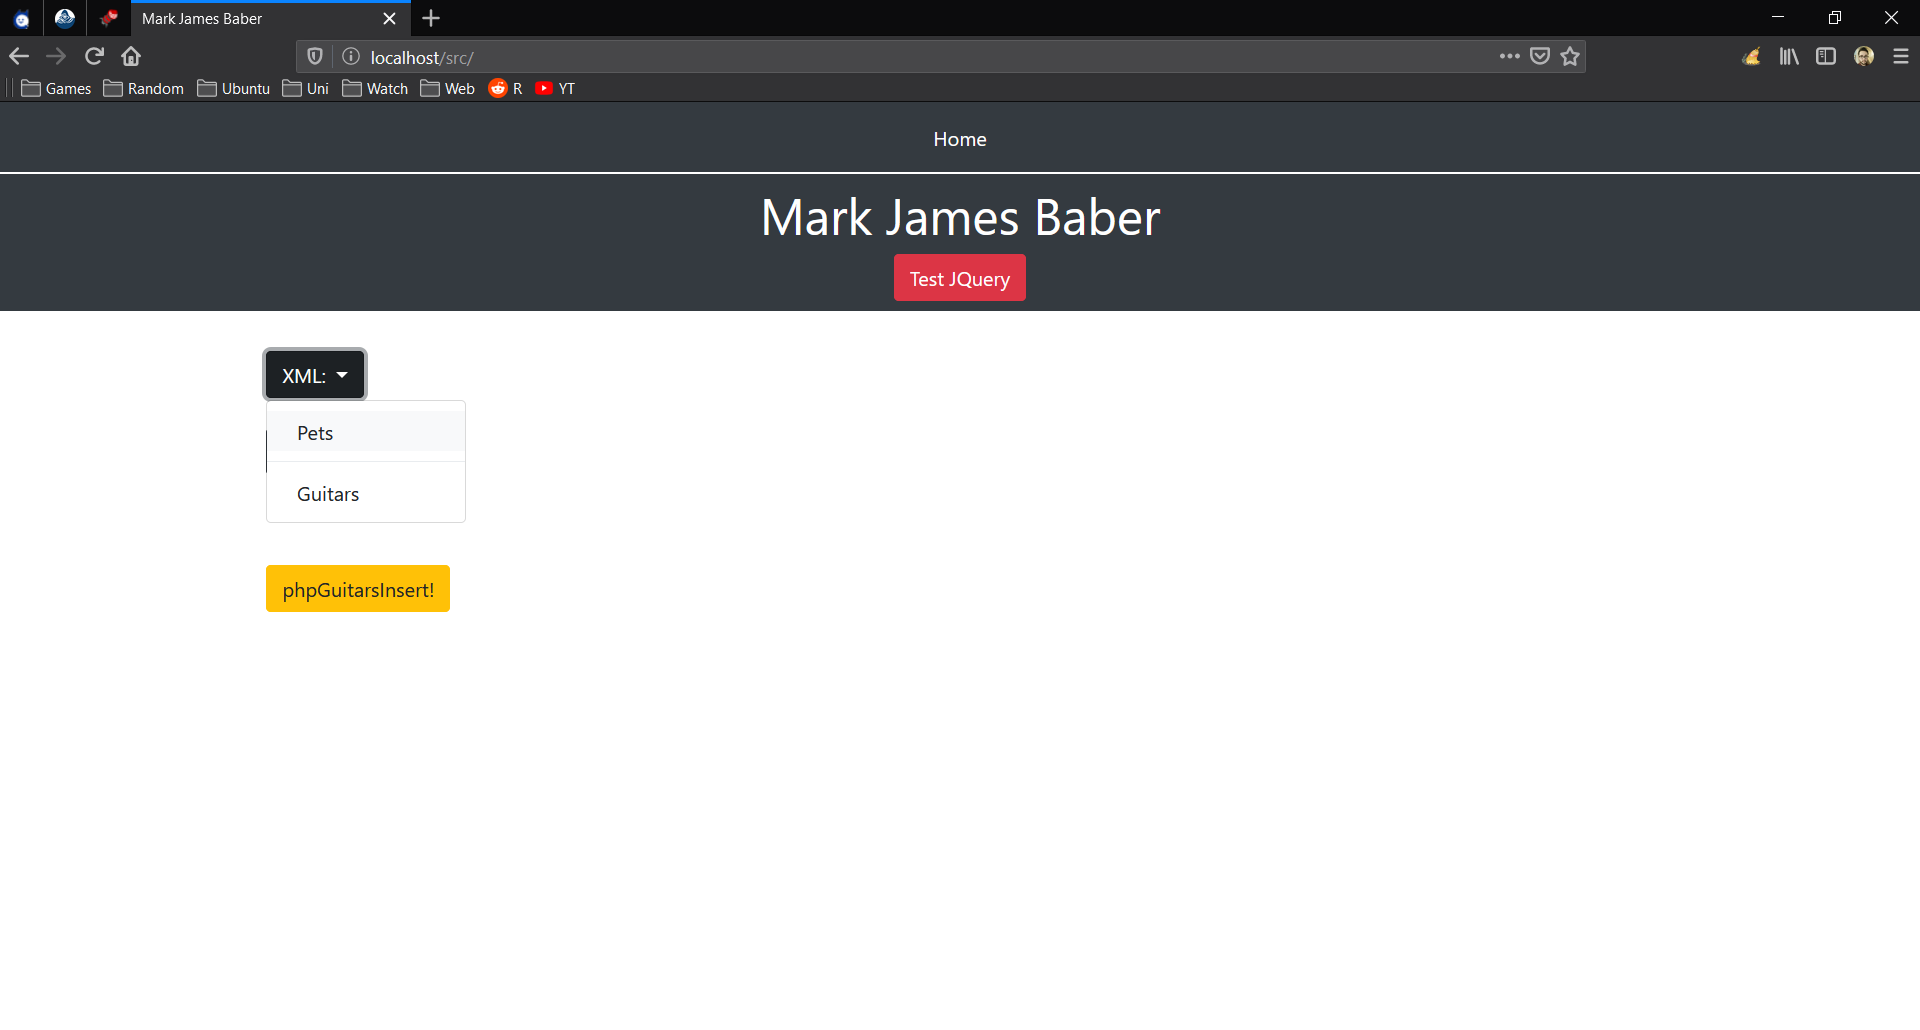 Mark James Baber
localhost/src/
Games Random Ubuntu Uni Watch Web R YT
Home
Mark James Baber
Test JQuery
XML:
Pets
Guitars
phpGuitarsInsert!